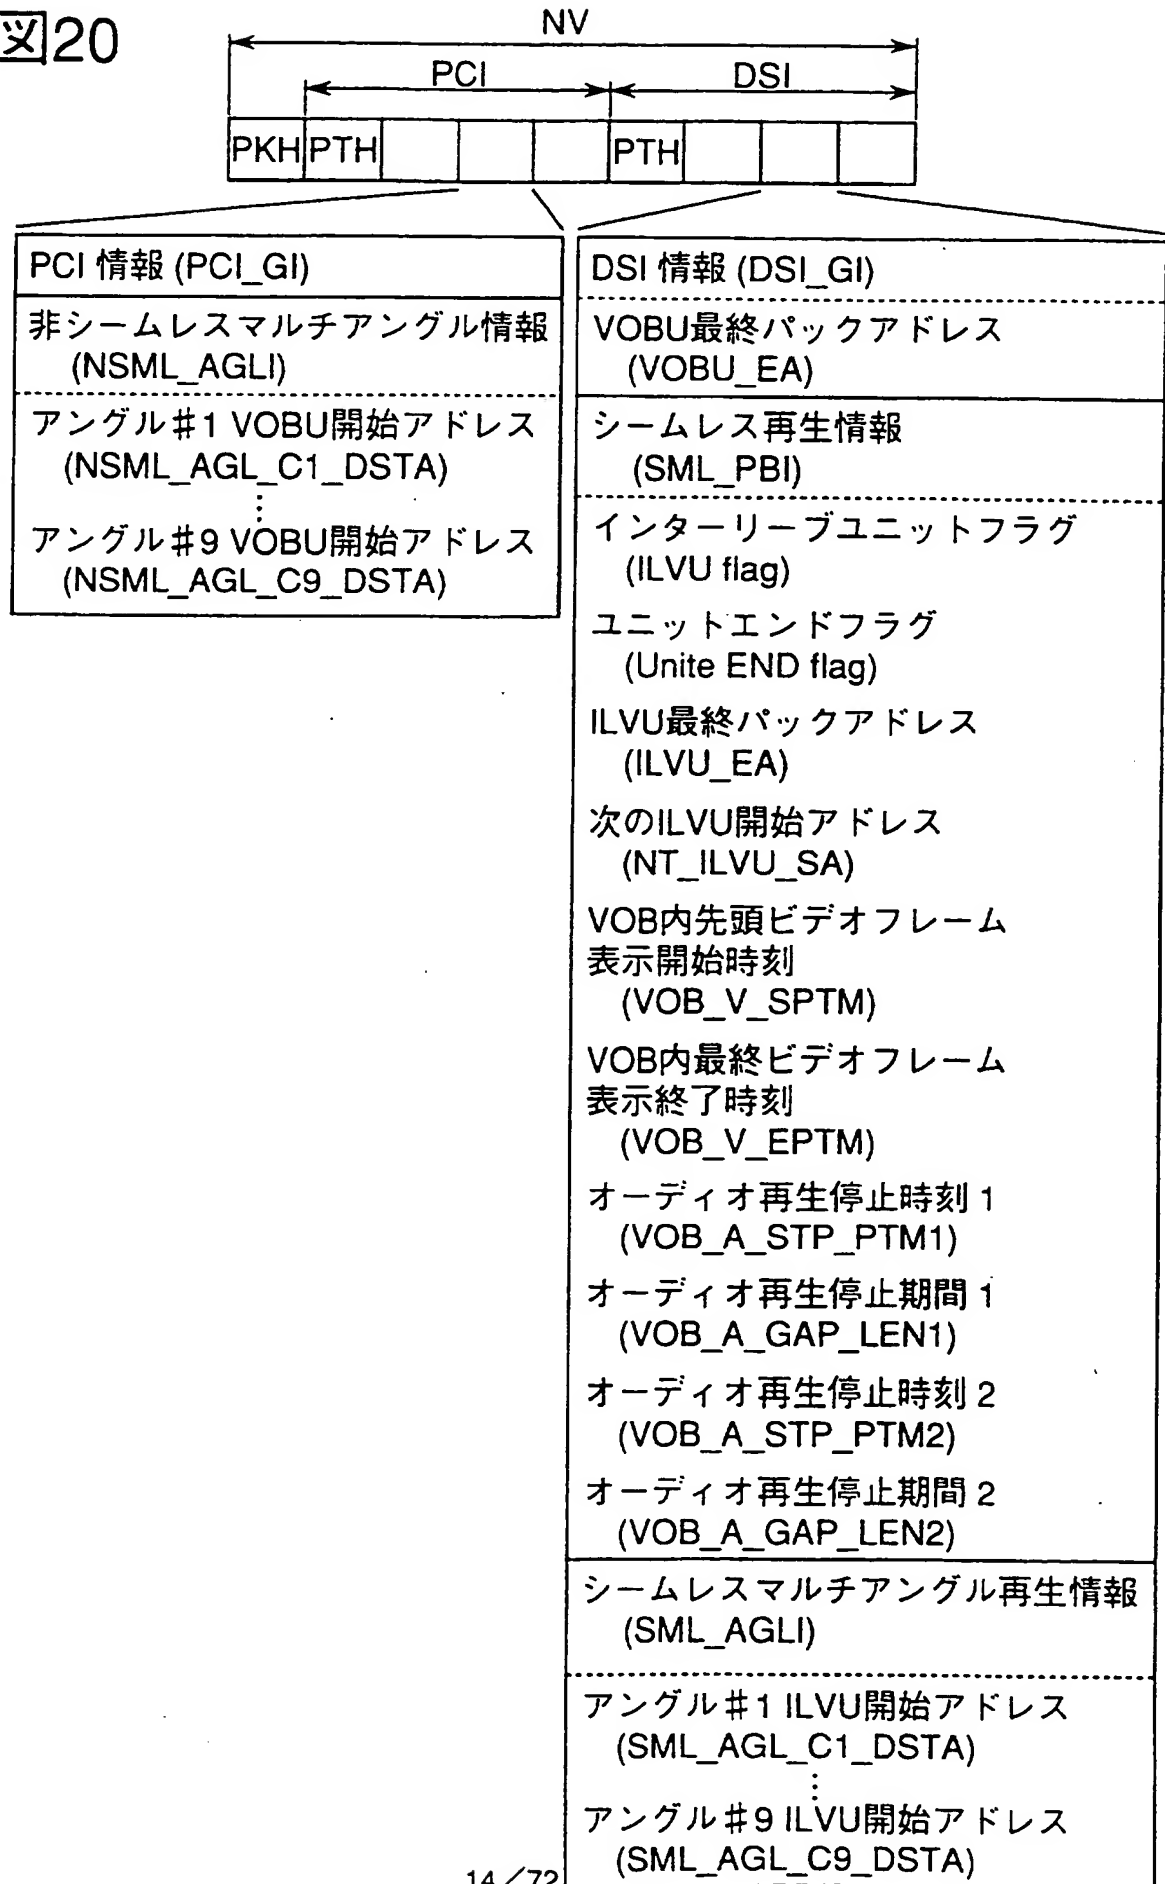 図20
NV
PCI
DSI
PKH
PTH
PTH
PCI 情報 (PCI_GI)
非シームレスマルチアングル情報
(NSML_AGLI)
アングル#1 VOBU開始アドレス
(NSML_AGL_C1_DSTA)
⋮
アングル#9 VOBU開始アドレス
(NSML_AGL_C9_DSTA)
DSI 情報 (DSI_GI)
VOBU最終パックアドレス
(VOBU_EA)
シームレス再生情報
(SML_PBI)
インターリーブユニットフラグ
(ILVU flag)
ユニットエンドフラグ
(Unite END flag)
ILVU最終パックアドレス
(ILVU_EA)
次のILVU開始アドレス
(NT_ILVU_SA)
VOB内先頭ビデオフレーム
表示開始時刻
(VOB_V_SPTM)
VOB内最終ビデオフレーム
表示終了時刻
(VOB_V_EPTM)
オーディオ再生停止時刻 1
(VOB_A_STP_PTM1)
オーディオ再生停止期間 1
(VOB_A_GAP_LEN1)
オーディオ再生停止時刻 2
(VOB_A_STP_PTM2)
オーディオ再生停止期間 2
(VOB_A_GAP_LEN2)
シームレスマルチアングル再生情報
(SML_AGLI)
アングル#1 ILVU開始アドレス
(SML_AGL_C1_DSTA)
⋮
アングル#9 ILVU開始アドレス
(SML_AGL_C9_DSTA)
14/72